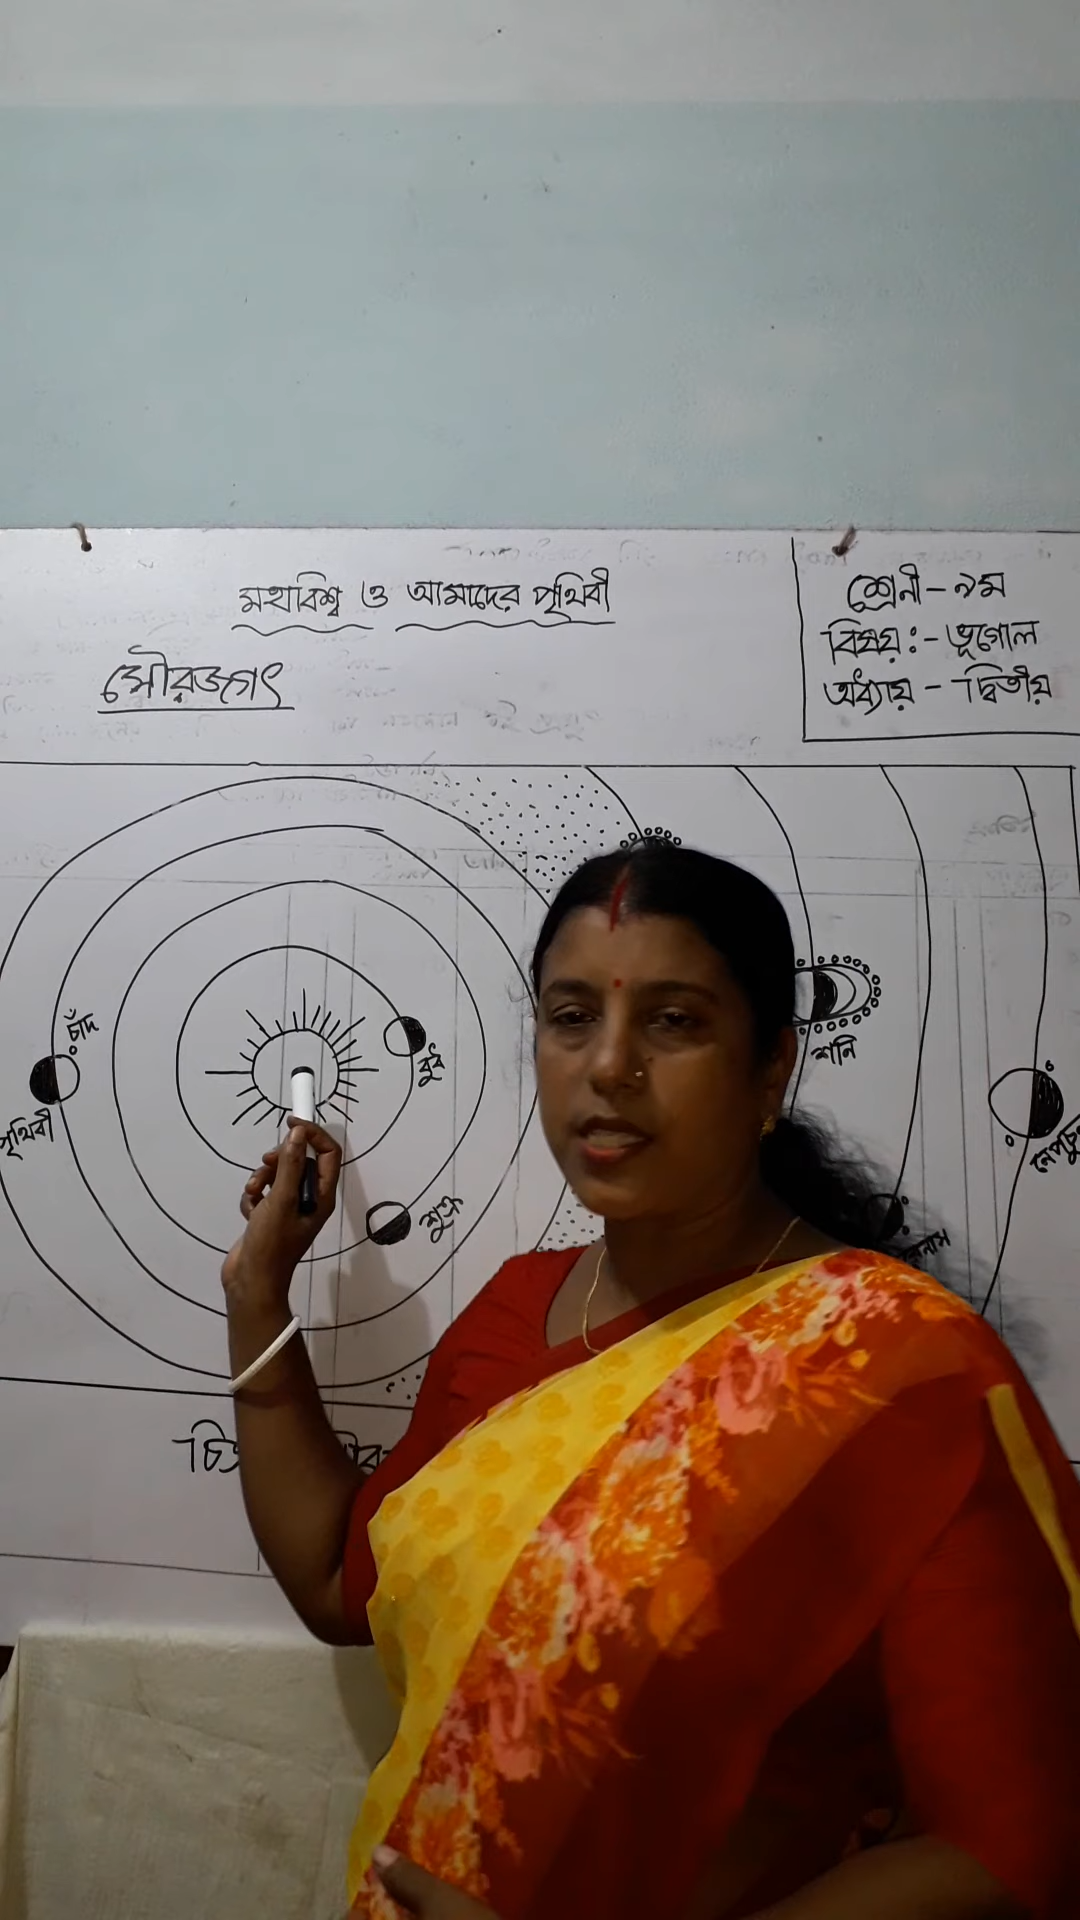 মহাবিশ্ব ও আমাদের পৃথিবী
সৌরজগৎ
শ্রেনী - ৯ম
বিষয়ঃ - ভূগোল
অধ্যায় - দ্বিতীয়
চাঁদ
পৃথিবী
বুধ
শুক্র
শনি